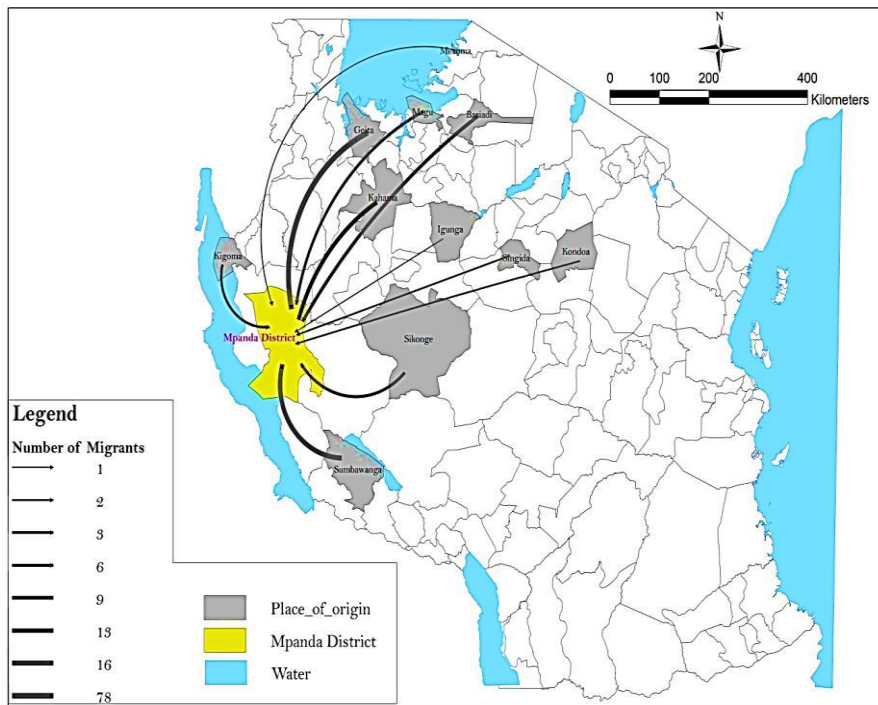 N
0 100 200 400
Kilometers
Musoma
Magu
Bariadi
Geita
Kahama
Igunga
Singida
Kondoa
Kigoma
Mpanda District
Sikonge
Sumbawanga
Legend
Number of Migrants
1
2
3
6
9
13
16
78
Place_of_origin
Mpanda District
Water